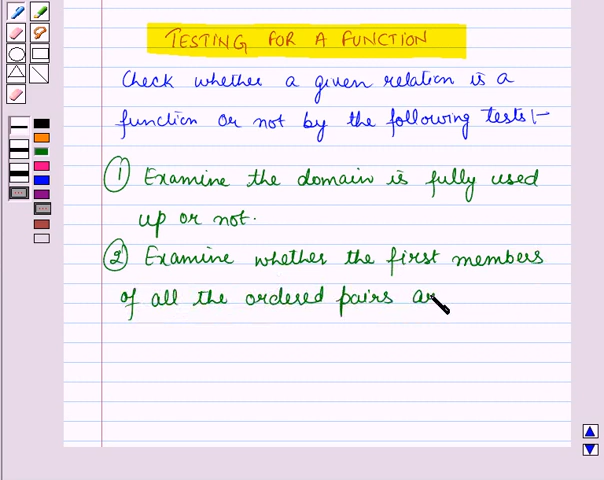 TESTING FOR A FUNCTION
Check whether a given relation is a
function or not by the following tests:-
① Examine the domain is fully used
up or not.
② Examine whether the first members
of all the ordered pairs ar